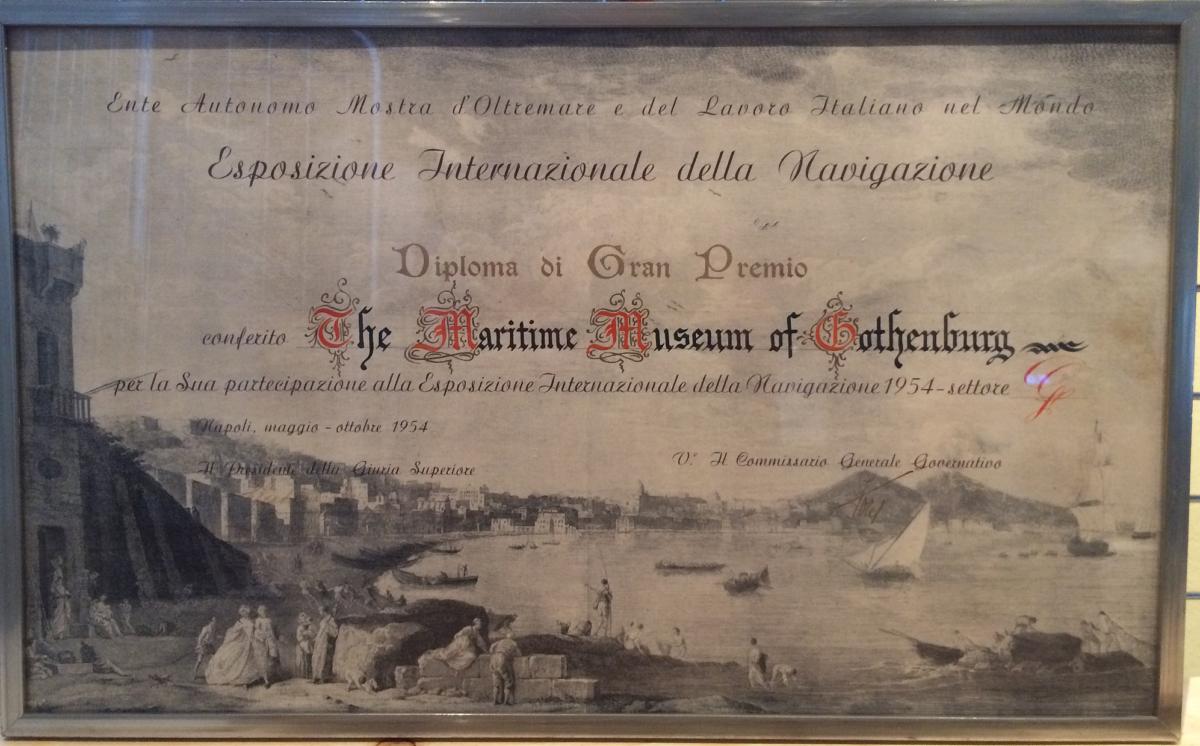 Ente Autonomo Mostra d'Oltremare e del Lavoro Italiano nel Mondo
Esposizione Internazionale della Navigazione
Diploma di Gran Premio
conferito The Maritime Museum of Gothenburg
per la Sua partecipazione alla Esposizione Internazionale della Navigazione 1954-settore
Napoli, maggio-ottobre 1954
Il Presidente della Giuria Superiore
V.° Il Commissario Generale Governativo